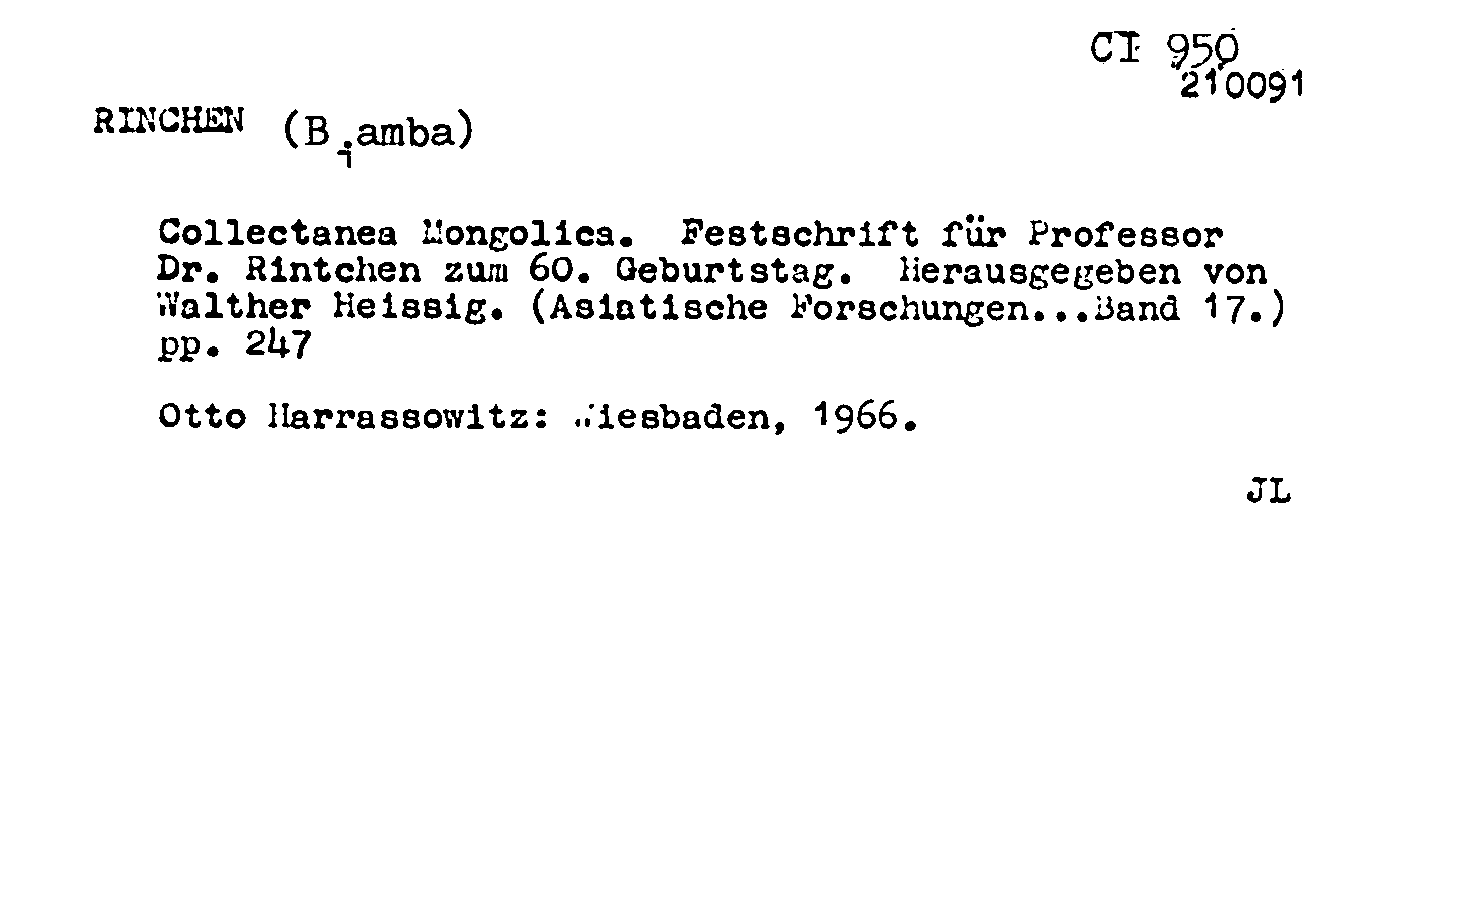 CI 950
210091
RINCHEN (Bjamba)
Collectanea Mongolica. Festschrift für Professor
Dr. Rintchen zum 60. Geburtstag. Herausgegeben von
Walther Heissig. (Asiatische Forschungen...Band 17.)
pp. 247
Otto Harrassowitz: Wiesbaden, 1966.
JL